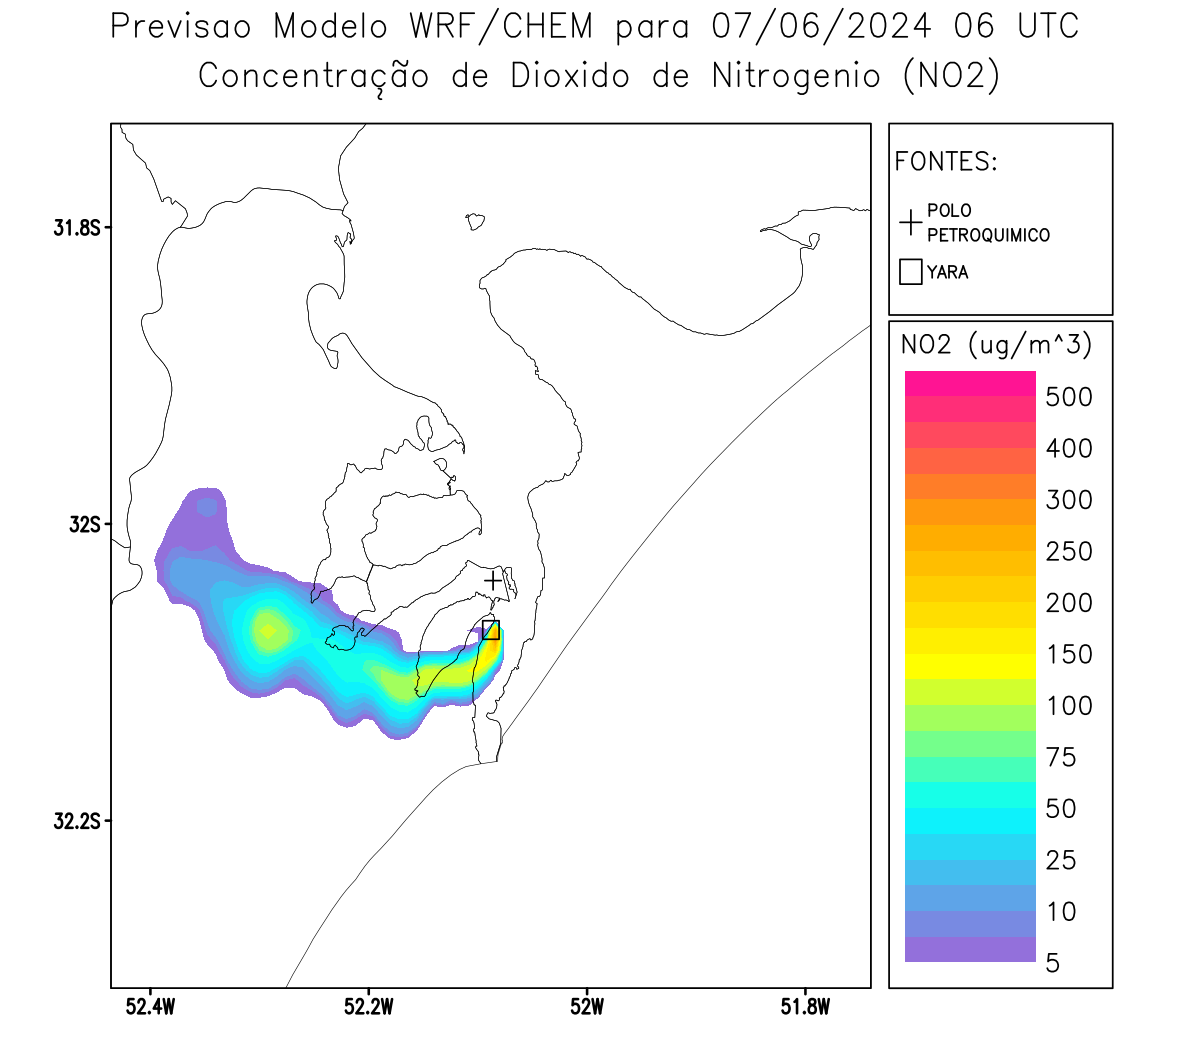 Previsao Modelo WRF/CHEM para 07/06/2024 06 UTC
Concentração de Dioxido de Nitrogenio (NO2)
FONTES:
POLO
PETROQUIMICO
YARA
31.8S
32S
32.2S
52.4W
52.2W
52W
51.8W
NO2 (ug/m^3)
500
400
300
250
200
150
100
75
50
25
10
5